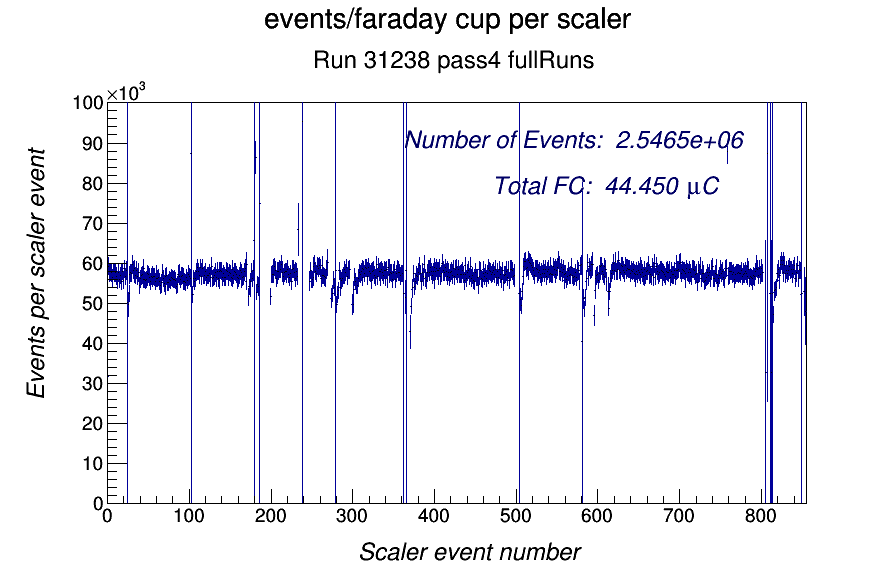 events/faraday cup per scaler
Run 31238 pass4 fullRuns
×10³
100
90
80
70
60
50
40
30
20
10
0
Events per scaler event
Number of Events: 2.5465e+06
Total FC: 44.450 μC
0 100 200 300 400 500 600 700 800
Scaler event number